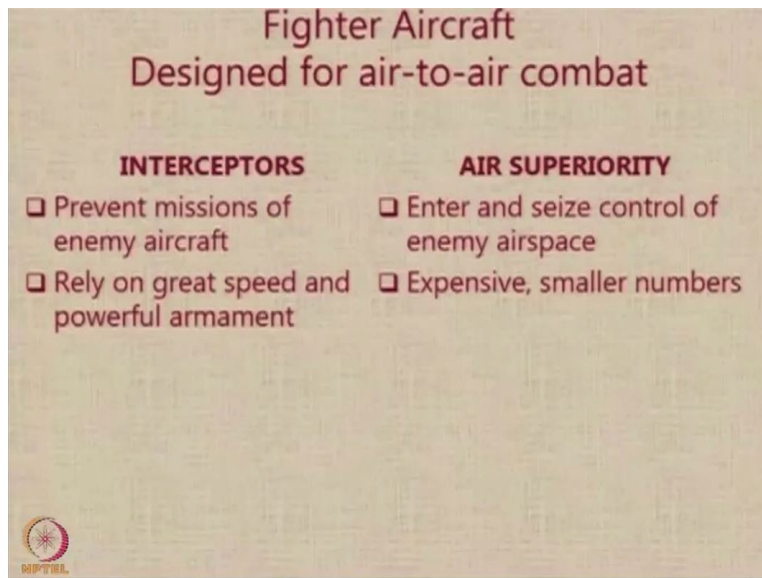 Fighter Aircraft
Designed for air-to-air combat
INTERCEPTORS
Prevent missions of
enemy aircraft
Rely on great speed and
powerful armament
AIR SUPERIORITY
Enter and seize control of
enemy airspace
Expensive, smaller numbers
NPTEL